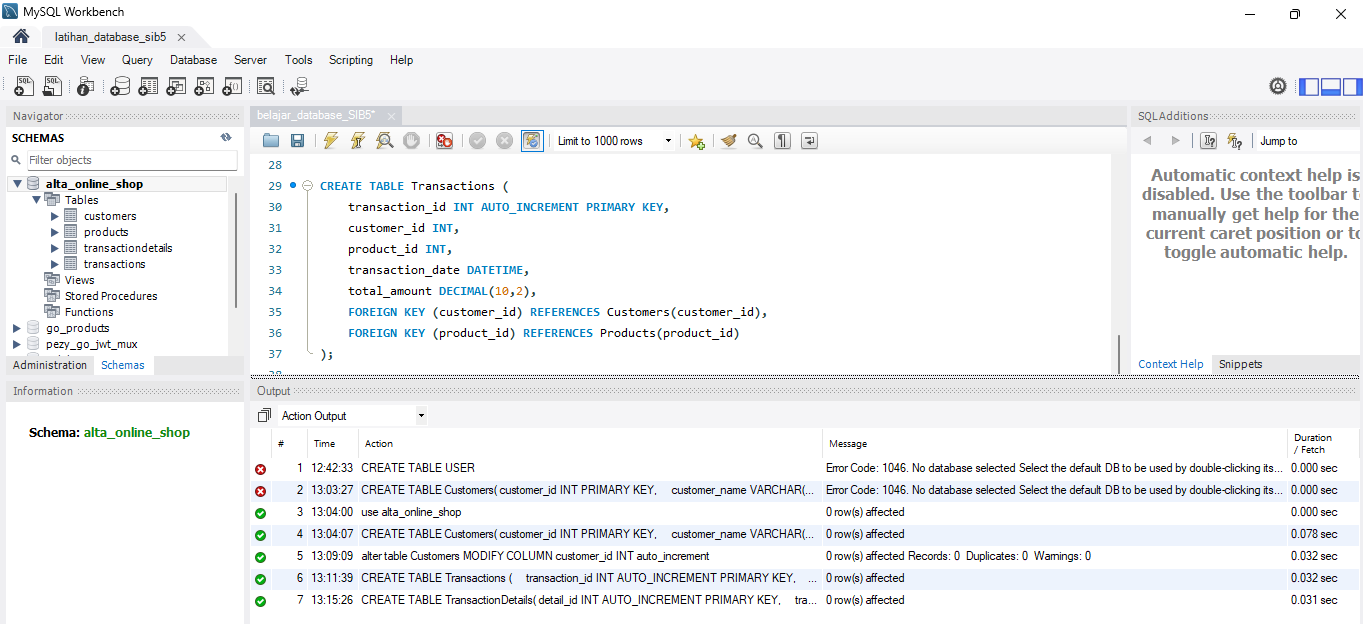 MySQL Workbench
latihan_database_sib5
File Edit View Query Database Server Tools Scripting Help
Navigator
SCHEMAS
Filter objects
alta_online_shop
Tables
customers
products
transactiondetails
transactions
Views
Stored Procedures
Functions
go_products
pezy_go_jwt_mux
Administration Schemas
Information
Schema: alta_online_shop
belajar_database_SIB5*
Limit to 1000 rows
28
29 CREATE TABLE Transactions (
30 transaction_id INT AUTO_INCREMENT PRIMARY KEY,
31 customer_id INT,
32 product_id INT,
33 transaction_date DATETIME,
34 total_amount DECIMAL(10,2),
35 FOREIGN KEY (customer_id) REFERENCES Customers(customer_id),
36 FOREIGN KEY (product_id) REFERENCES Products(product_id)
37 );
SQLAdditions
Jump to
Automatic context help is
disabled. Use the toolbar t
manually get help for the
current caret position or to
toggle automatic help.
Context Help Snippets
Output
Action Output
# Time Action Message Duration / Fetch
1 12:42:33 CREATE TABLE USER Error Code: 1046. No database selected Select the default DB to be used by double-clicking its... 0.000 sec
2 13:03:27 CREATE TABLE Customers( customer_id INT PRIMARY KEY, customer_name VARCHAR(... Error Code: 1046. No database selected Select the default DB to be used by double-clicking its... 0.000 sec
3 13:04:00 use alta_online_shop 0 row(s) affected 0.000 sec
4 13:04:07 CREATE TABLE Customers( customer_id INT PRIMARY KEY, customer_name VARCHAR(... 0 row(s) affected 0.078 sec
5 13:09:09 alter table Customers MODIFY COLUMN customer_id INT auto_increment 0 row(s) affected Records: 0 Duplicates: 0 Warnings: 0 0.032 sec
6 13:11:39 CREATE TABLE Transactions ( transaction_id INT AUTO_INCREMENT PRIMARY KEY, ... 0 row(s) affected 0.032 sec
7 13:15:26 CREATE TABLE TransactionDetails( detail_id INT AUTO_INCREMENT PRIMARY KEY, tra... 0 row(s) affected 0.031 sec